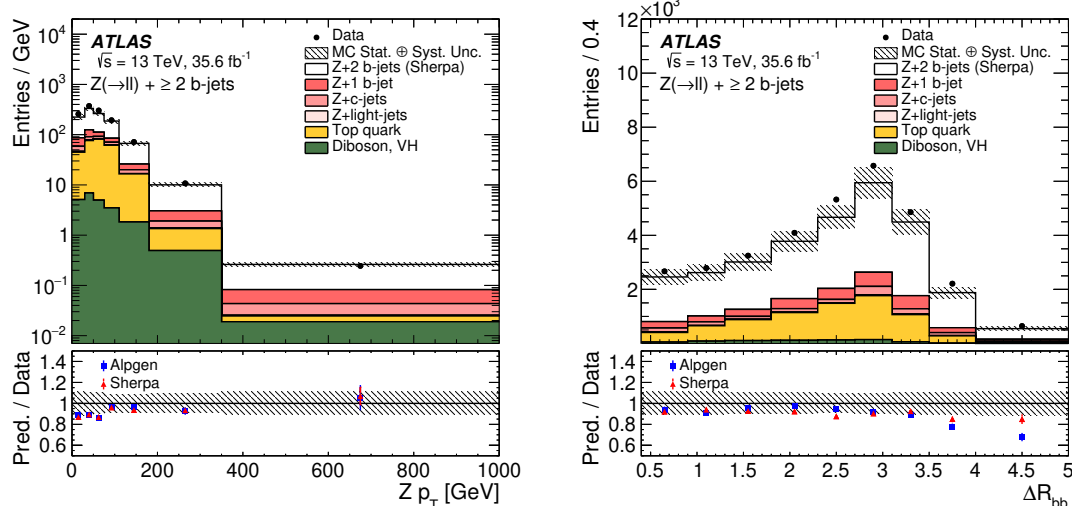 ATLAS
√s = 13 TeV, 35.6 fb⁻¹
Z(→ll) + ≥ 2 b-jets
Data
MC Stat. ⊕ Syst. Unc.
Z+2 b-jets (Sherpa)
Z+1 b-jet
Z+c-jets
Z+light-jets
Top quark
Diboson, VH
Entries / GeV
10⁴
10³
10²
10
1
10⁻¹
10⁻²
Alpgen
Sherpa
Pred. / Data
1.4
1.2
1
0.8
0.6
0 200 400 600 800 1000
Z p_T [GeV]
ATLAS
√s = 13 TeV, 35.6 fb⁻¹
Z(→ll) + ≥ 2 b-jets
Data
MC Stat. ⊕ Syst. Unc.
Z+2 b-jets (Sherpa)
Z+1 b-jet
Z+c-jets
Z+light-jets
Top quark
Diboson, VH
Entries / 0.4
12 ×10³
10
8
6
4
2
Alpgen
Sherpa
Pred. / Data
1.4
1.2
1
0.8
0.6
0.5 1 1.5 2 2.5 3 3.5 4 4.5 5
ΔR_bb